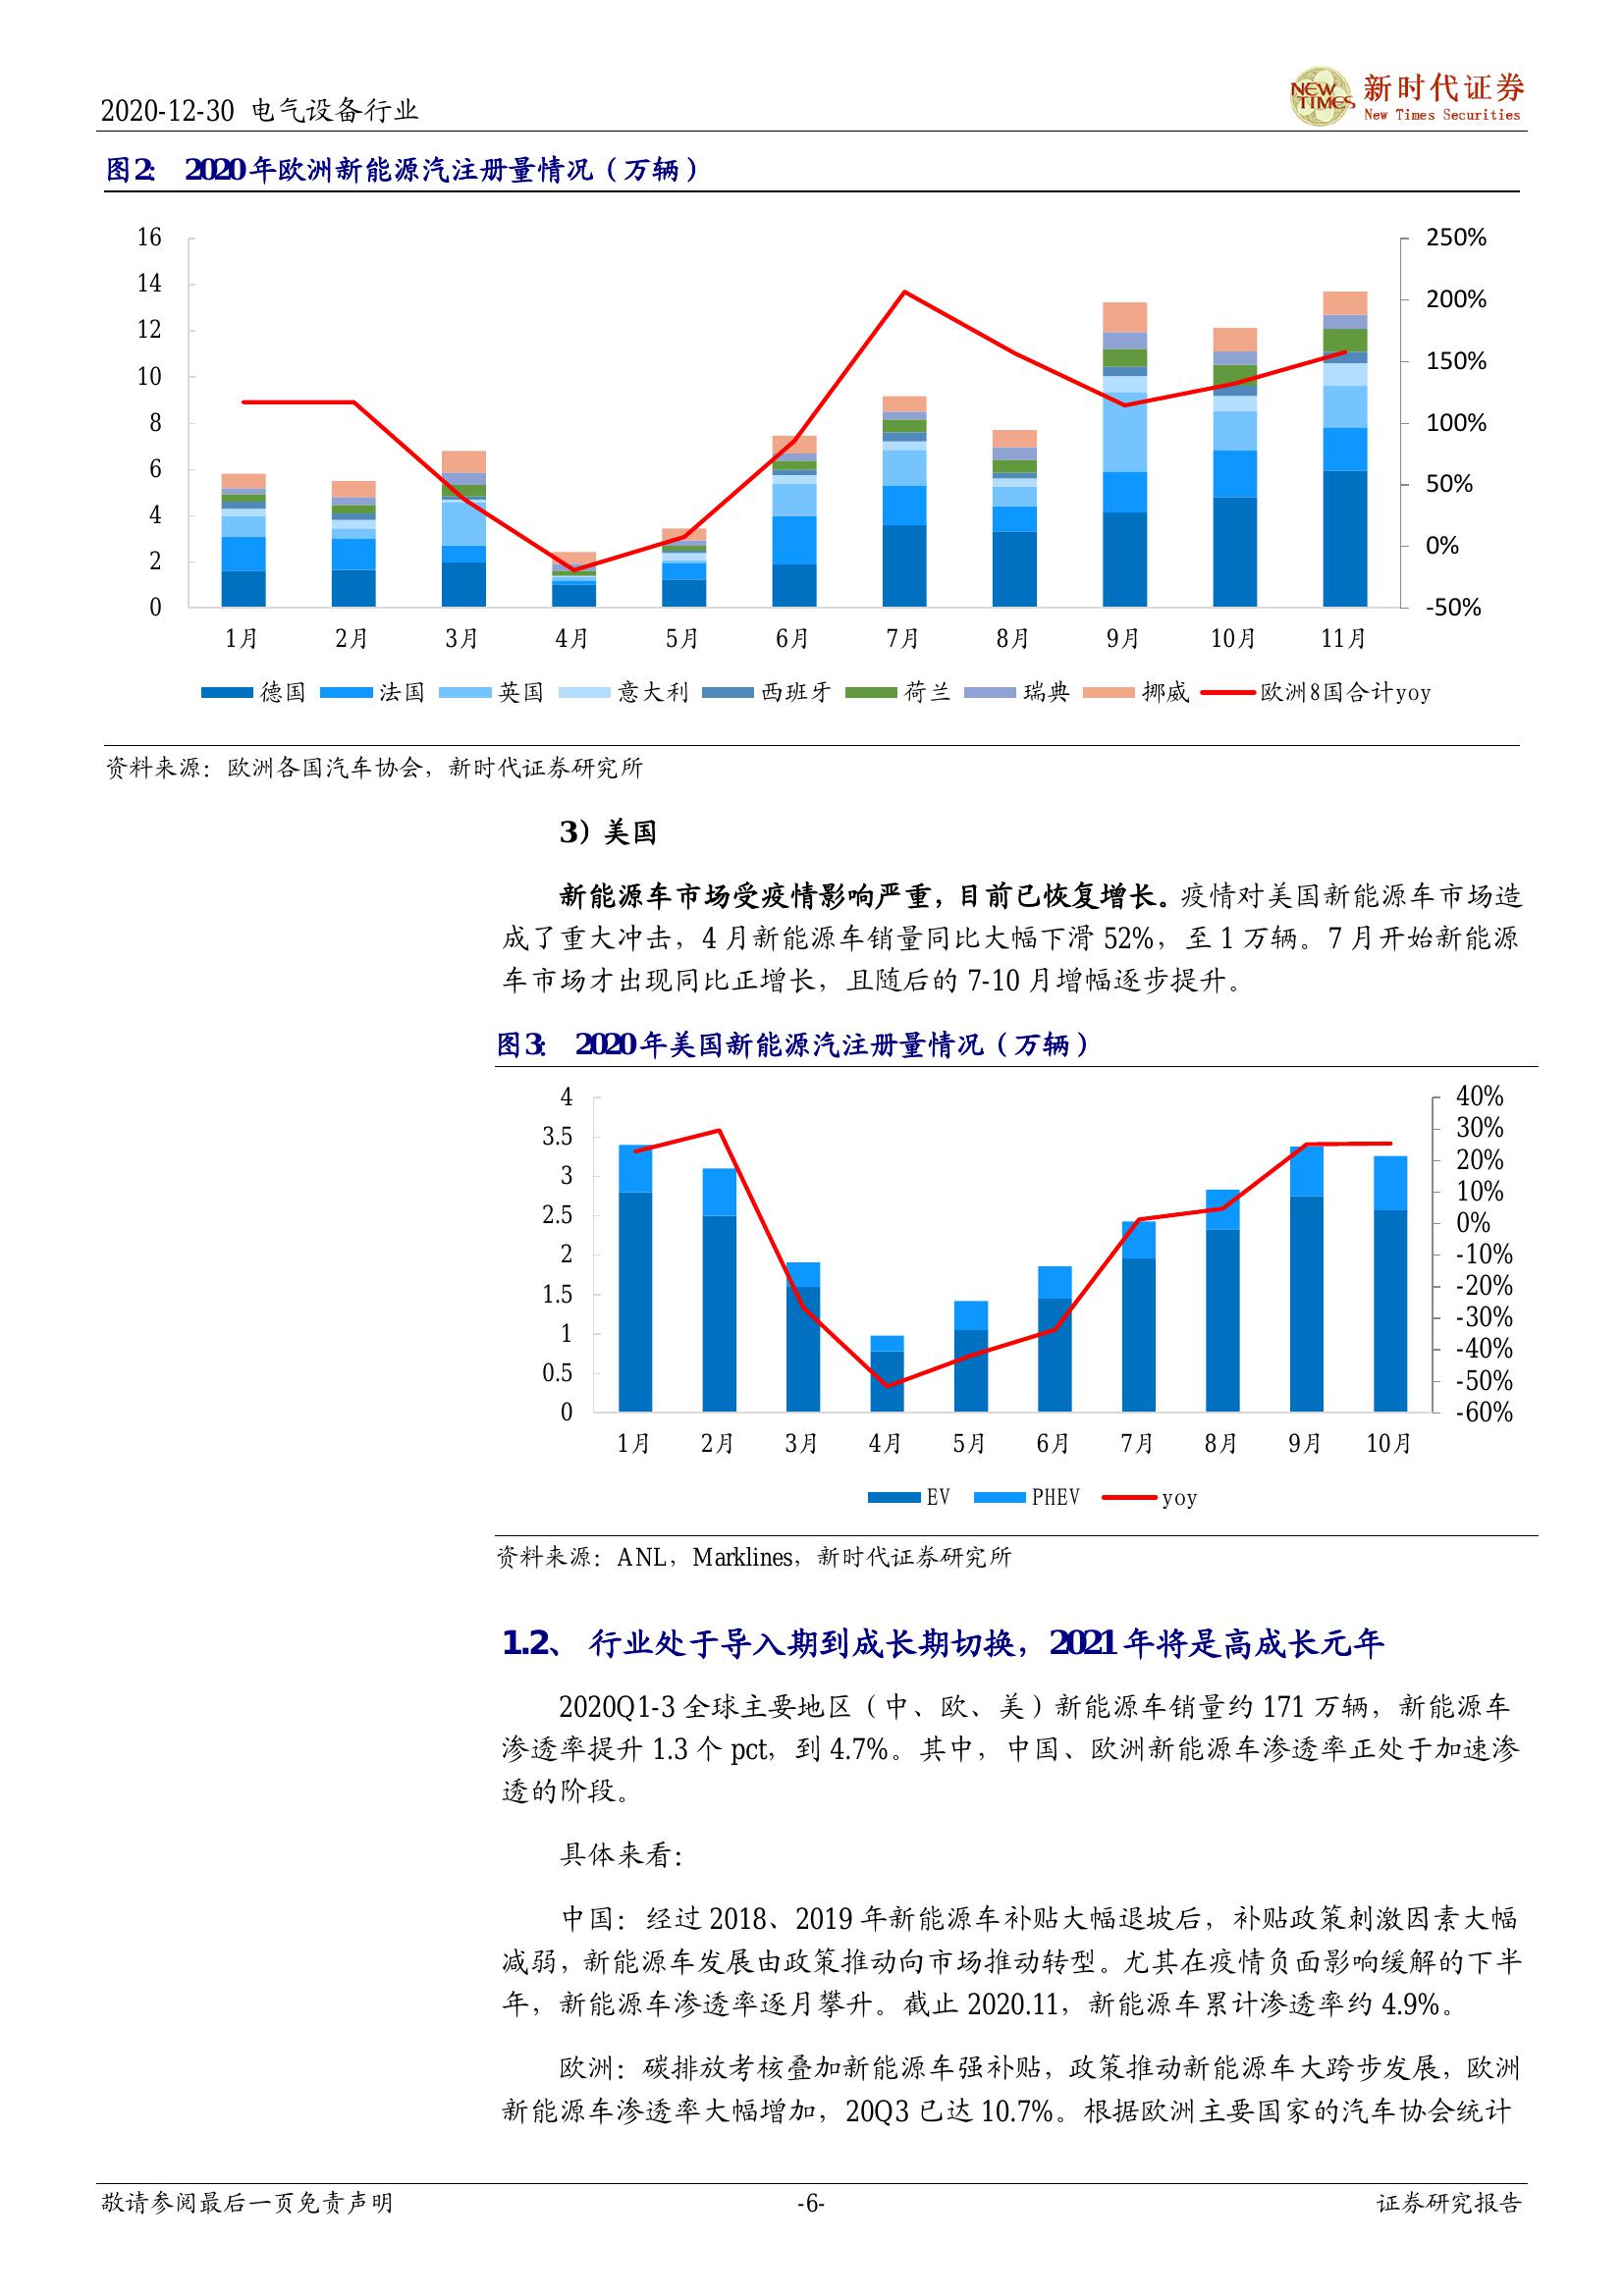 2020-12-30 电气设备行业
NEW TIMES
新时代证券
New Times Securities
图2: 2020年欧洲新能源汽注册量情况（万辆）
16
14
12
10
8
6
4
2
0
250%
200%
150%
100%
50%
0%
-50%
1月 2月 3月 4月 5月 6月 7月 8月 9月 10月 11月
德国 法国 英国 意大利 西班牙 荷兰 瑞典 挪威 欧洲8国合计yoy
资料来源：欧洲各国汽车协会，新时代证券研究所
3）美国
新能源车市场受疫情影响严重，目前已恢复增长。疫情对美国新能源车市场造
成了重大冲击，4 月新能源车销量同比大幅下滑 52%，至 1 万辆。7 月开始新能源
车市场才出现同比正增长，且随后的 7-10 月增幅逐步提升。
图3: 2020年美国新能源汽注册量情况（万辆）
4
3.5
3
2.5
2
1.5
1
0.5
0
40%
30%
20%
10%
0%
-10%
-20%
-30%
-40%
-50%
-60%
1月 2月 3月 4月 5月 6月 7月 8月 9月 10月
EV PHEV yoy
资料来源：ANL，Marklines，新时代证券研究所
1.2、 行业处于导入期到成长期切换，2021年将是高成长元年
2020Q1-3 全球主要地区（中、欧、美）新能源车销量约 171 万辆，新能源车
渗透率提升 1.3 个 pct，到 4.7%。其中，中国、欧洲新能源车渗透率正处于加速渗
透的阶段。
具体来看：
中国：经过 2018、2019 年新能源车补贴大幅退坡后，补贴政策刺激因素大幅
减弱，新能源车发展由政策推动向市场推动转型。尤其在疫情负面影响缓解的下半
年，新能源车渗透率逐月攀升。截止 2020.11，新能源车累计渗透率约 4.9%。
欧洲：碳排放考核叠加新能源车强补贴，政策推动新能源车大跨步发展，欧洲
新能源车渗透率大幅增加，20Q3 已达 10.7%。根据欧洲主要国家的汽车协会统计
敬请参阅最后一页免责声明
-6-
证券研究报告